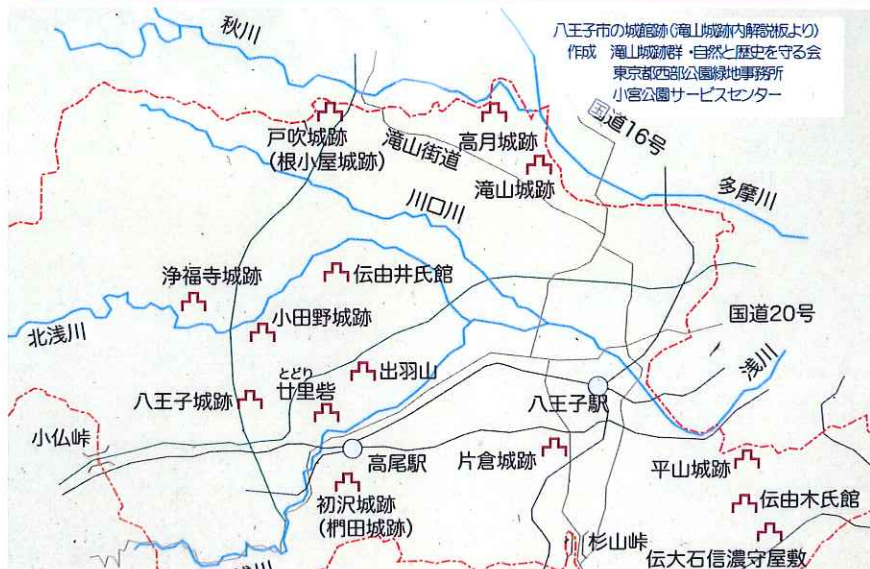 八王子市の城館跡(滝山城跡内解説板より)
作成　滝山城跡群・自然と歴史を守る会
東京都西部公園緑地事務所
小宮公園サービスセンター
秋川
国道16号
戸吹城跡
(根小屋城跡)
滝山街道
高月城跡
滝山城跡
多摩川
川口川
浄福寺城跡
伝由井氏館
北浅川
小田野城跡
国道20号
とどり
廿里砦
出羽山
浅川
八王子城跡
八王子駅
小仏峠
高尾駅
片倉城跡
平山城跡
初沢城跡
(椚田城跡)
伝由木氏館
杉山峠
伝大石信濃守屋敷